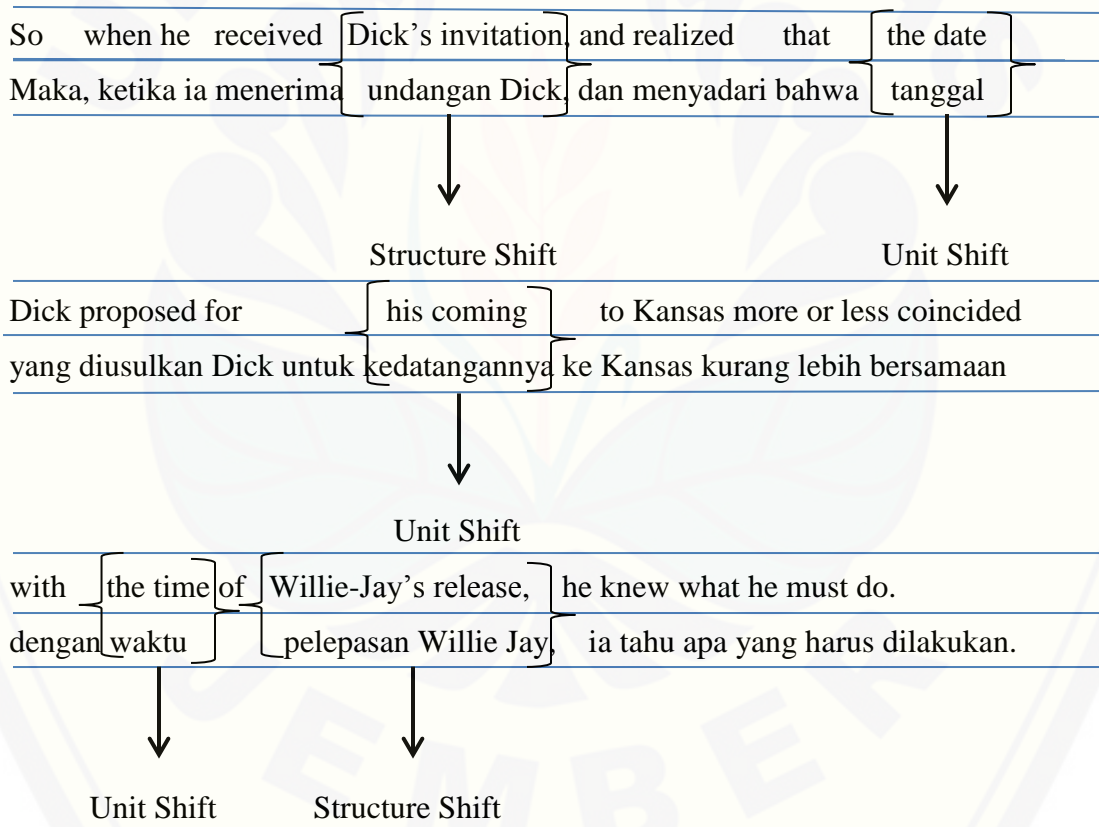 So when he received Dick’s invitation, and realized that the date
Maka, ketika ia menerima undangan Dick, dan menyadari bahwa tanggal
Structure Shift Unit Shift
Dick proposed for his coming to Kansas more or less coincided
yang diusulkan Dick untuk kedatangannya ke Kansas kurang lebih bersamaan
Unit Shift
with the time of Willie-Jay’s release, he knew what he must do.
dengan waktu pelepasan Willie Jay, ia tahu apa yang harus dilakukan.
Unit Shift Structure Shift
JEMBER